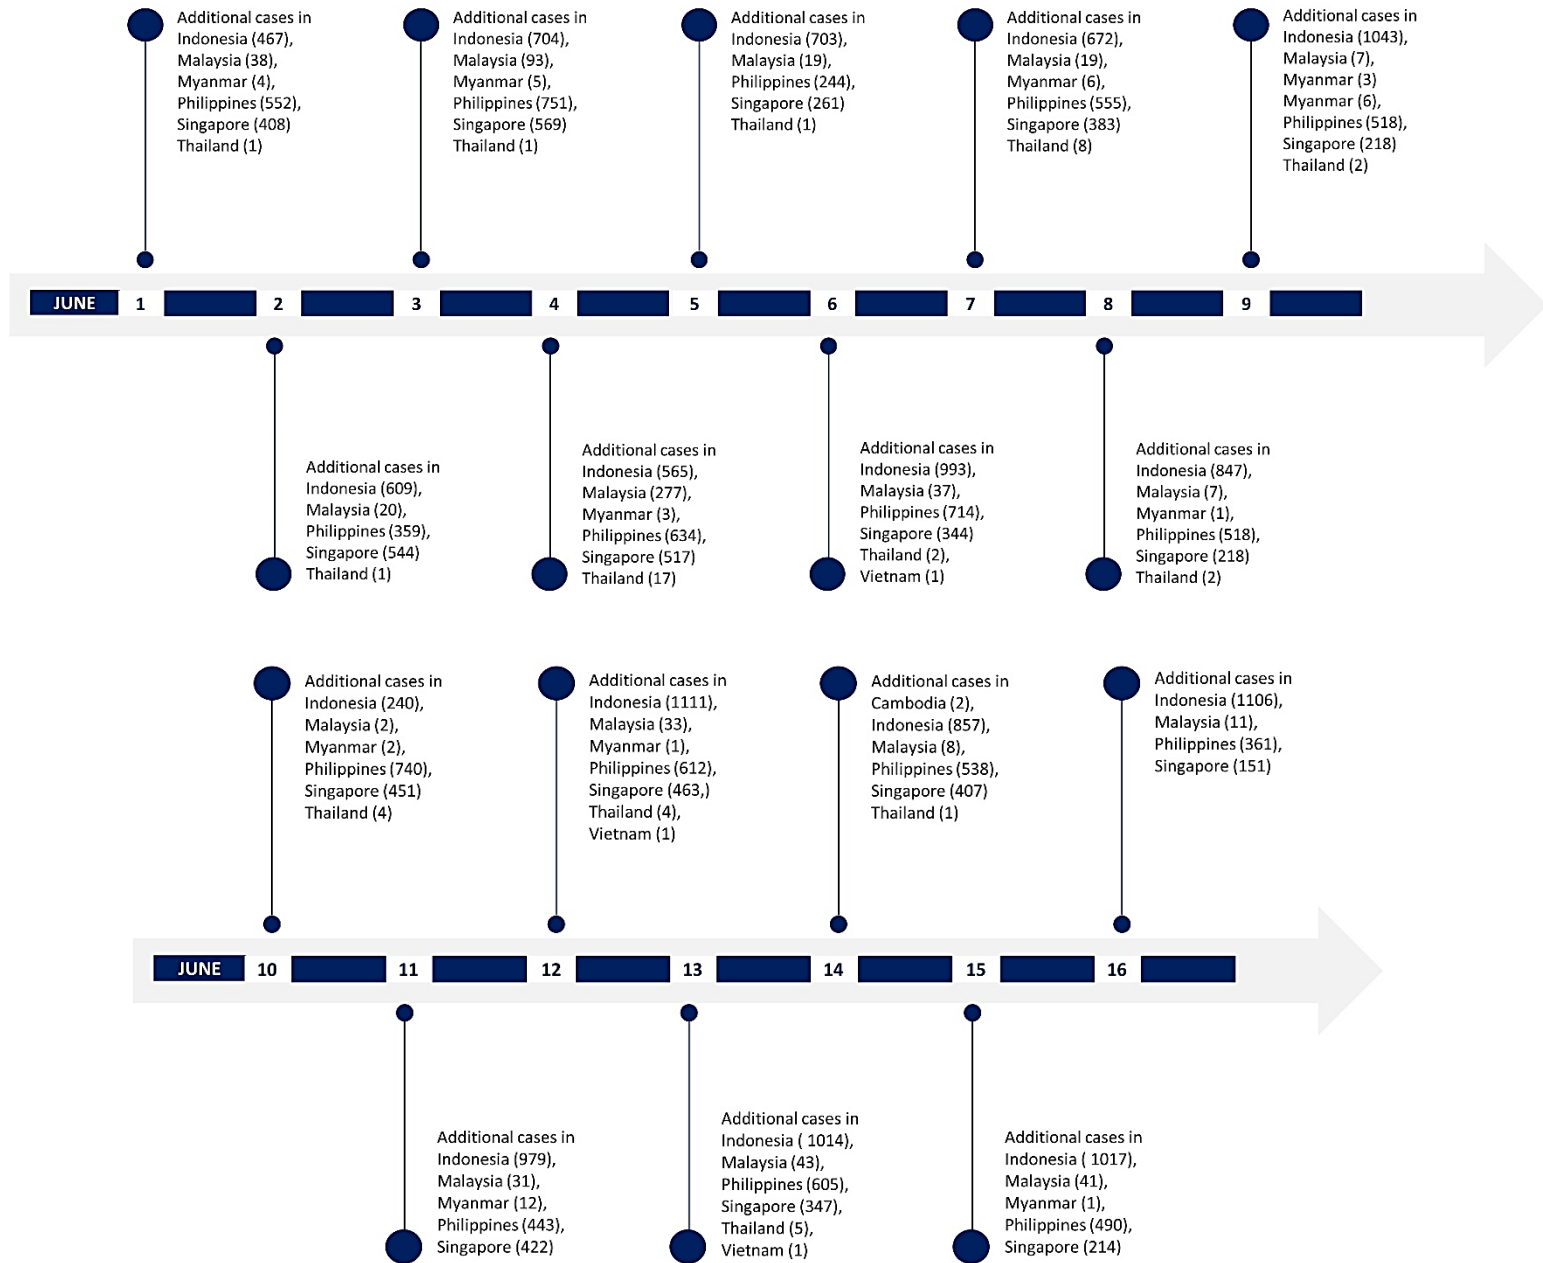 Additional cases in
Indonesia (467),
Malaysia (38),
Myanmar (4),
Philippines (552),
Singapore (408)
Thailand (1)
Additional cases in
Indonesia (704),
Malaysia (93),
Myanmar (5),
Philippines (751),
Singapore (569)
Thailand (1)
Additional cases in
Indonesia (703),
Malaysia (19),
Philippines (244),
Singapore (261)
Thailand (1)
Additional cases in
Indonesia (672),
Malaysia (19),
Myanmar (6),
Philippines (555),
Singapore (383)
Thailand (8)
Additional cases in
Indonesia (1043),
Malaysia (7),
Myanmar (3)
Myanmar (6),
Philippines (518),
Singapore (218)
Thailand (2)
JUNE 1 2 3 4 5 6 7 8 9
Additional cases in
Indonesia (609),
Malaysia (20),
Philippines (359),
Singapore (544)
Thailand (1)
Additional cases in
Indonesia (565),
Malaysia (277),
Myanmar (3),
Philippines (634),
Singapore (517)
Thailand (17)
Additional cases in
Indonesia (993),
Malaysia (37),
Philippines (714),
Singapore (344)
Thailand (2),
Vietnam (1)
Additional cases in
Indonesia (847),
Malaysia (7),
Myanmar (1),
Philippines (518),
Singapore (218)
Thailand (2)
Additional cases in
Indonesia (240),
Malaysia (2),
Myanmar (2),
Philippines (740),
Singapore (451)
Thailand (4)
Additional cases in
Indonesia (1111),
Malaysia (33),
Myanmar (1),
Philippines (612),
Singapore (463,)
Thailand (4),
Vietnam (1)
Additional cases in
Cambodia (2),
Indonesia (857),
Malaysia (8),
Philippines (538),
Singapore (407)
Thailand (1)
Additional cases in
Indonesia (1106),
Malaysia (11),
Philippines (361),
Singapore (151)
JUNE 10 11 12 13 14 15 16
Additional cases in
Indonesia (979),
Malaysia (31),
Myanmar (12),
Philippines (443),
Singapore (422)
Additional cases in
Indonesia ( 1014),
Malaysia (43),
Philippines (605),
Singapore (347),
Thailand (5),
Vietnam (1)
Additional cases in
Indonesia ( 1017),
Malaysia (41),
Myanmar (1),
Philippines (490),
Singapore (214)